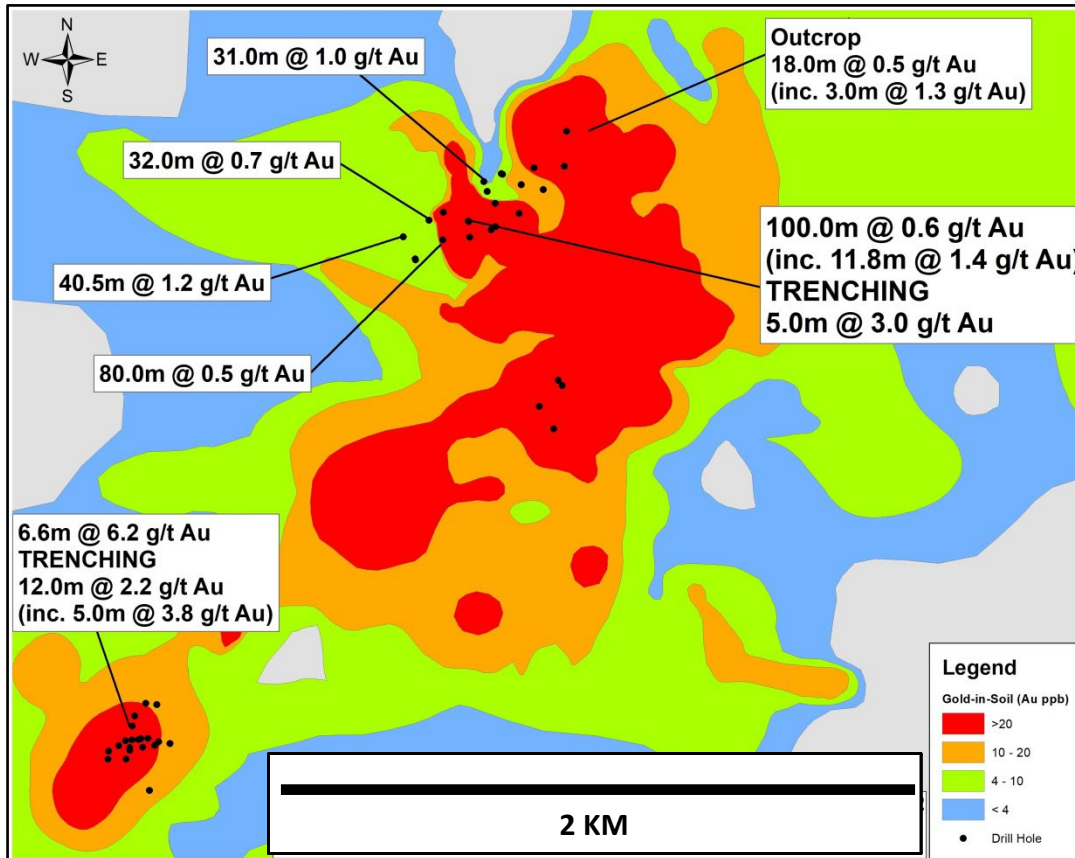 N
W E
S
31.0m @ 1.0 g/t Au
Outcrop
18.0m @ 0.5 g/t Au
(inc. 3.0m @ 1.3 g/t Au)
32.0m @ 0.7 g/t Au
100.0m @ 0.6 g/t Au
(inc. 11.8m @ 1.4 g/t Au)
TRENCHING
5.0m @ 3.0 g/t Au
40.5m @ 1.2 g/t Au
80.0m @ 0.5 g/t Au
6.6m @ 6.2 g/t Au
TRENCHING
12.0m @ 2.2 g/t Au
(inc. 5.0m @ 3.8 g/t Au)
Legend
Gold-in-Soil (Au ppb)
>20
10 - 20
4 - 10
< 4
Drill Hole
2 KM